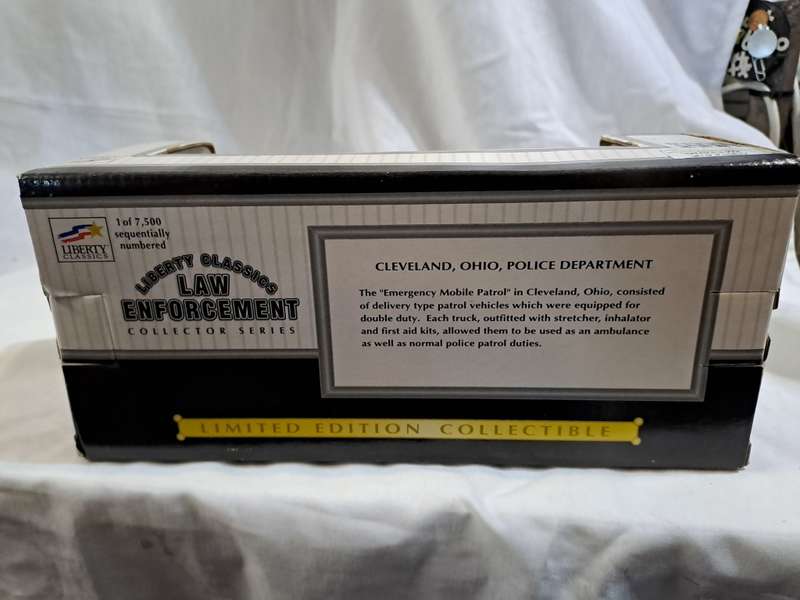 LIBERTY
CLASSICS
1 of 7,500
sequentially
numbered
LIBERTY CLASSICS
LAW
ENFORCEMENT
COLLECTOR SERIES
CLEVELAND, OHIO, POLICE DEPARTMENT
The "Emergency Mobile Patrol" in Cleveland, Ohio, consisted
of delivery type patrol vehicles which were equipped for
double duty. Each truck, outfitted with stretcher, inhalator
and first aid kits, allowed them to be used as an ambulance
as well as normal police patrol duties.
LIMITED EDITION COLLECTIBLE